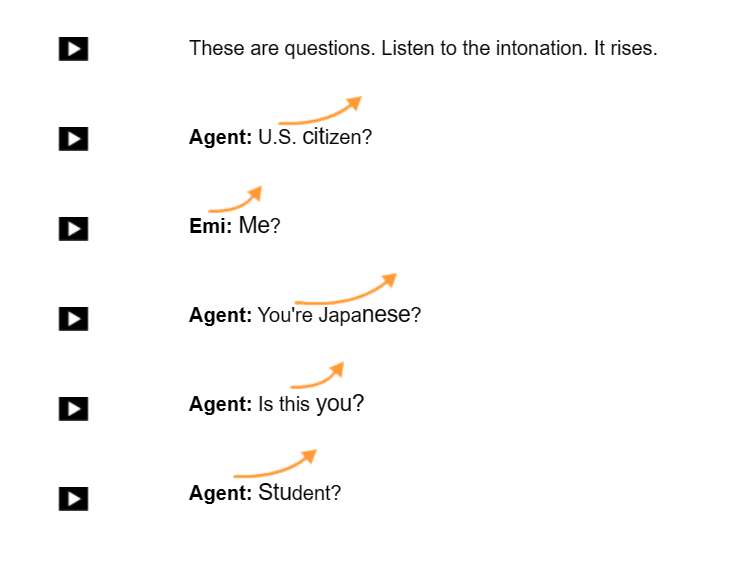 These are questions. Listen to the intonation. It rises.
Agent: U.S. citizen?
Emi: Me?
Agent: You're Japanese?
Agent: Is this you?
Agent: Student?